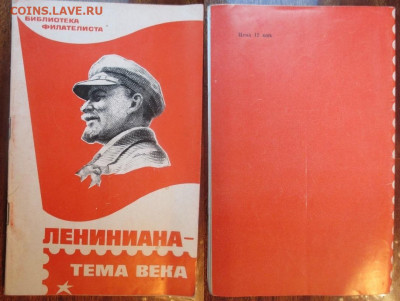 COINS.LAVE.RU
БИБЛИОТЕКА
ФИЛАТЕЛИСТА
ЛЕНИНИАНА –
ТЕМА ВЕКА
Цена 15 коп.